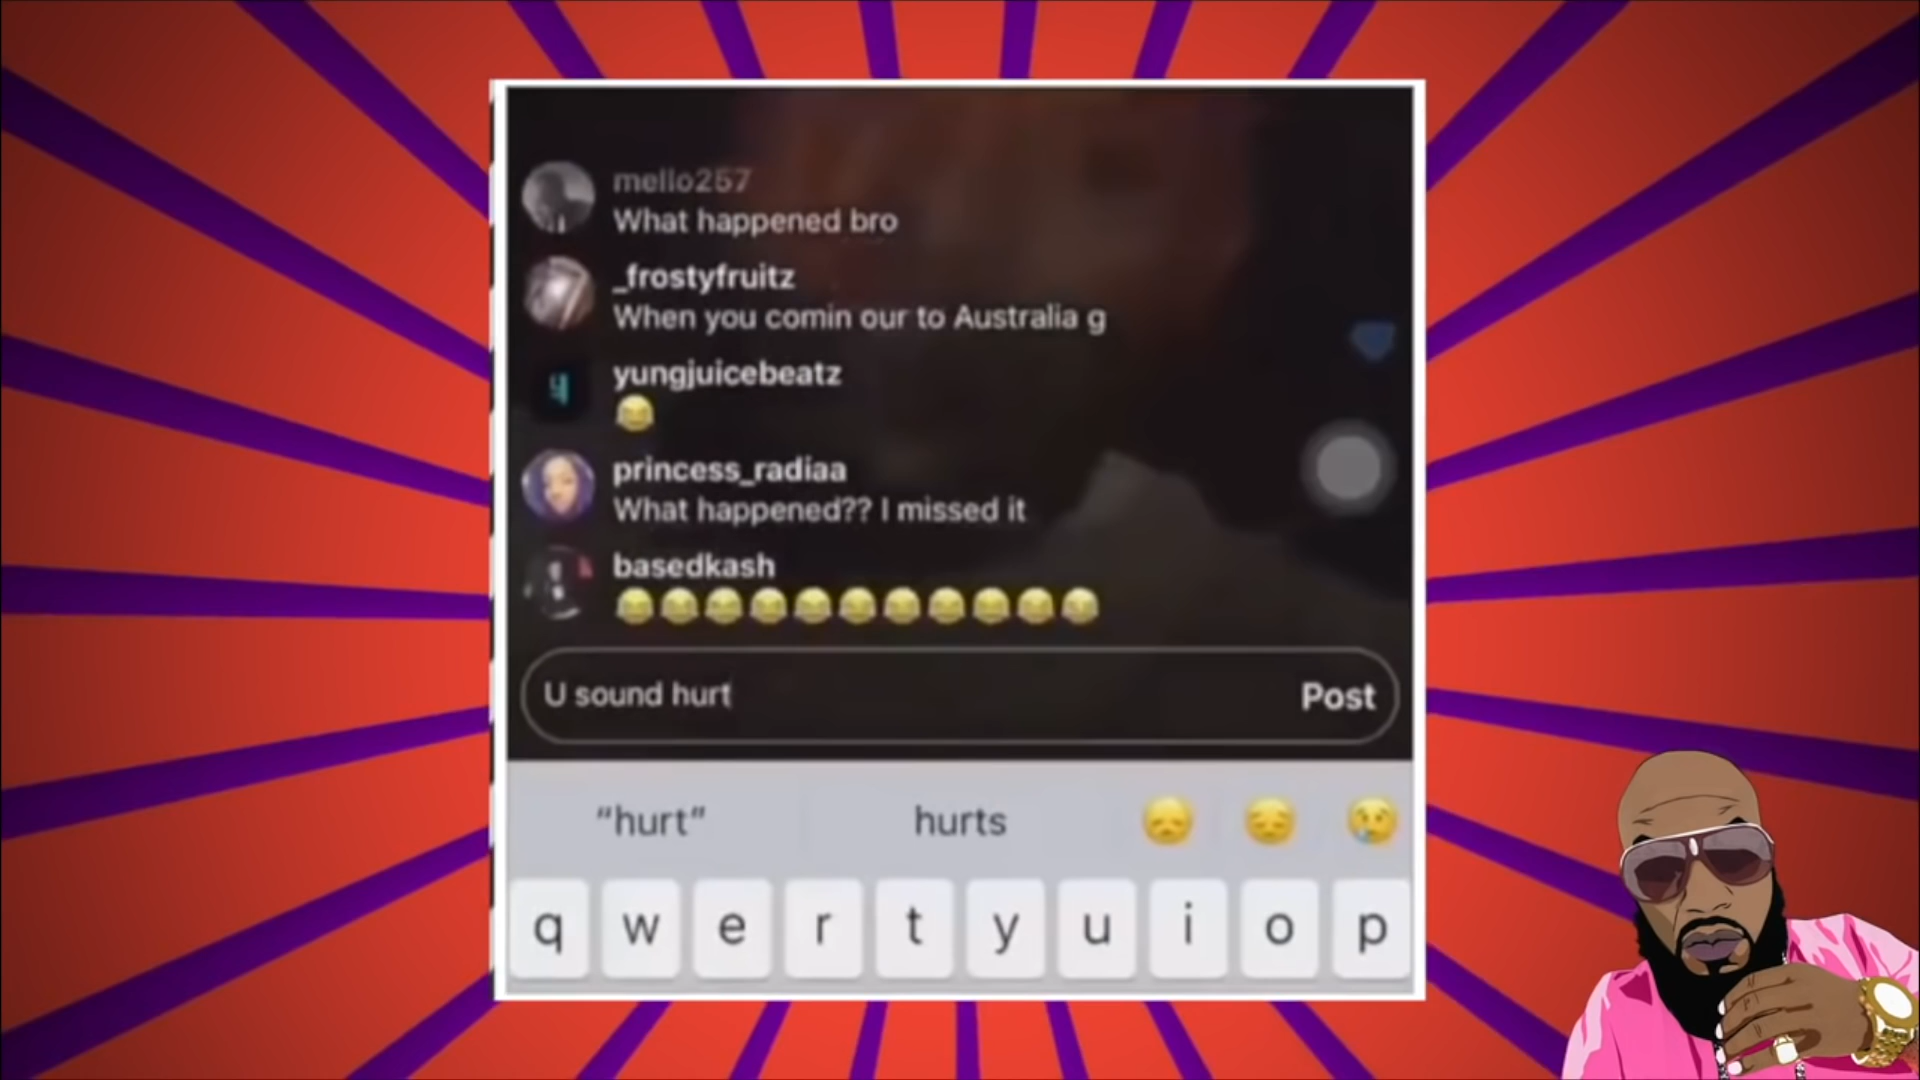 mello257
What happened bro
_frostyfruitz
When you comin our to Australia g
yungjuicebeatz
😂
princess_radiaa
What happened?? I missed it
basedkash
😂😂😂😂😂😂😂😂😂😂😂
U sound hurt
Post
“hurt” hurts 😞 😔 😢
q w e r t y u i o p